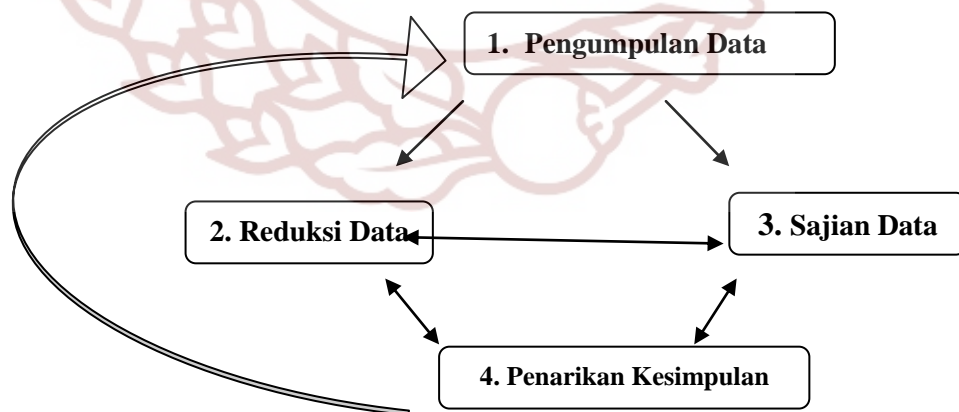 1. Pengumpulan Data
2. Reduksi Data
3. Sajian Data
4. Penarikan Kesimpulan